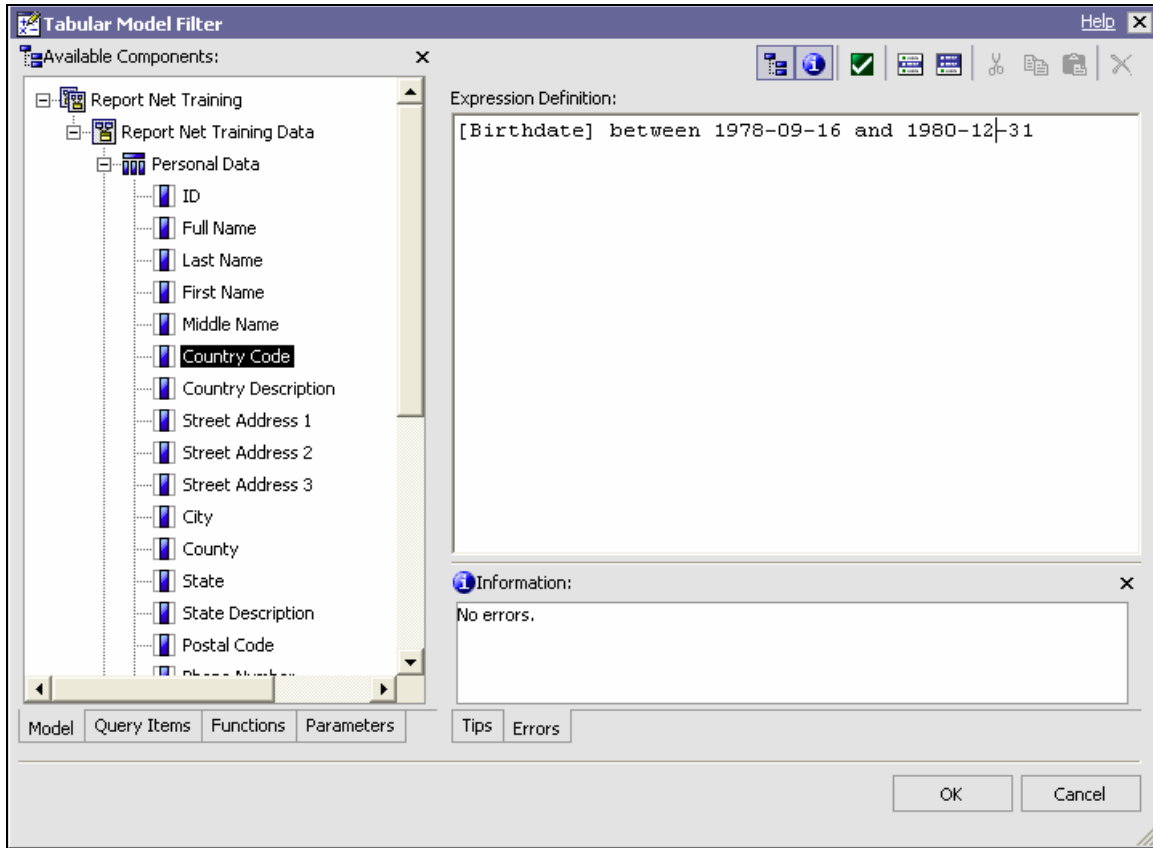 Tabular Model Filter
Help
Available Components:
Report Net Training
Report Net Training Data
Personal Data
ID
Full Name
Last Name
First Name
Middle Name
Country Code
Country Description
Street Address 1
Street Address 2
Street Address 3
City
County
State
State Description
Postal Code
Phone Number
Model
Query Items
Functions
Parameters
Expression Definition:
[Birthdate] between 1978-09-16 and 1980-12-31
Information:
No errors.
Tips
Errors
OK
Cancel